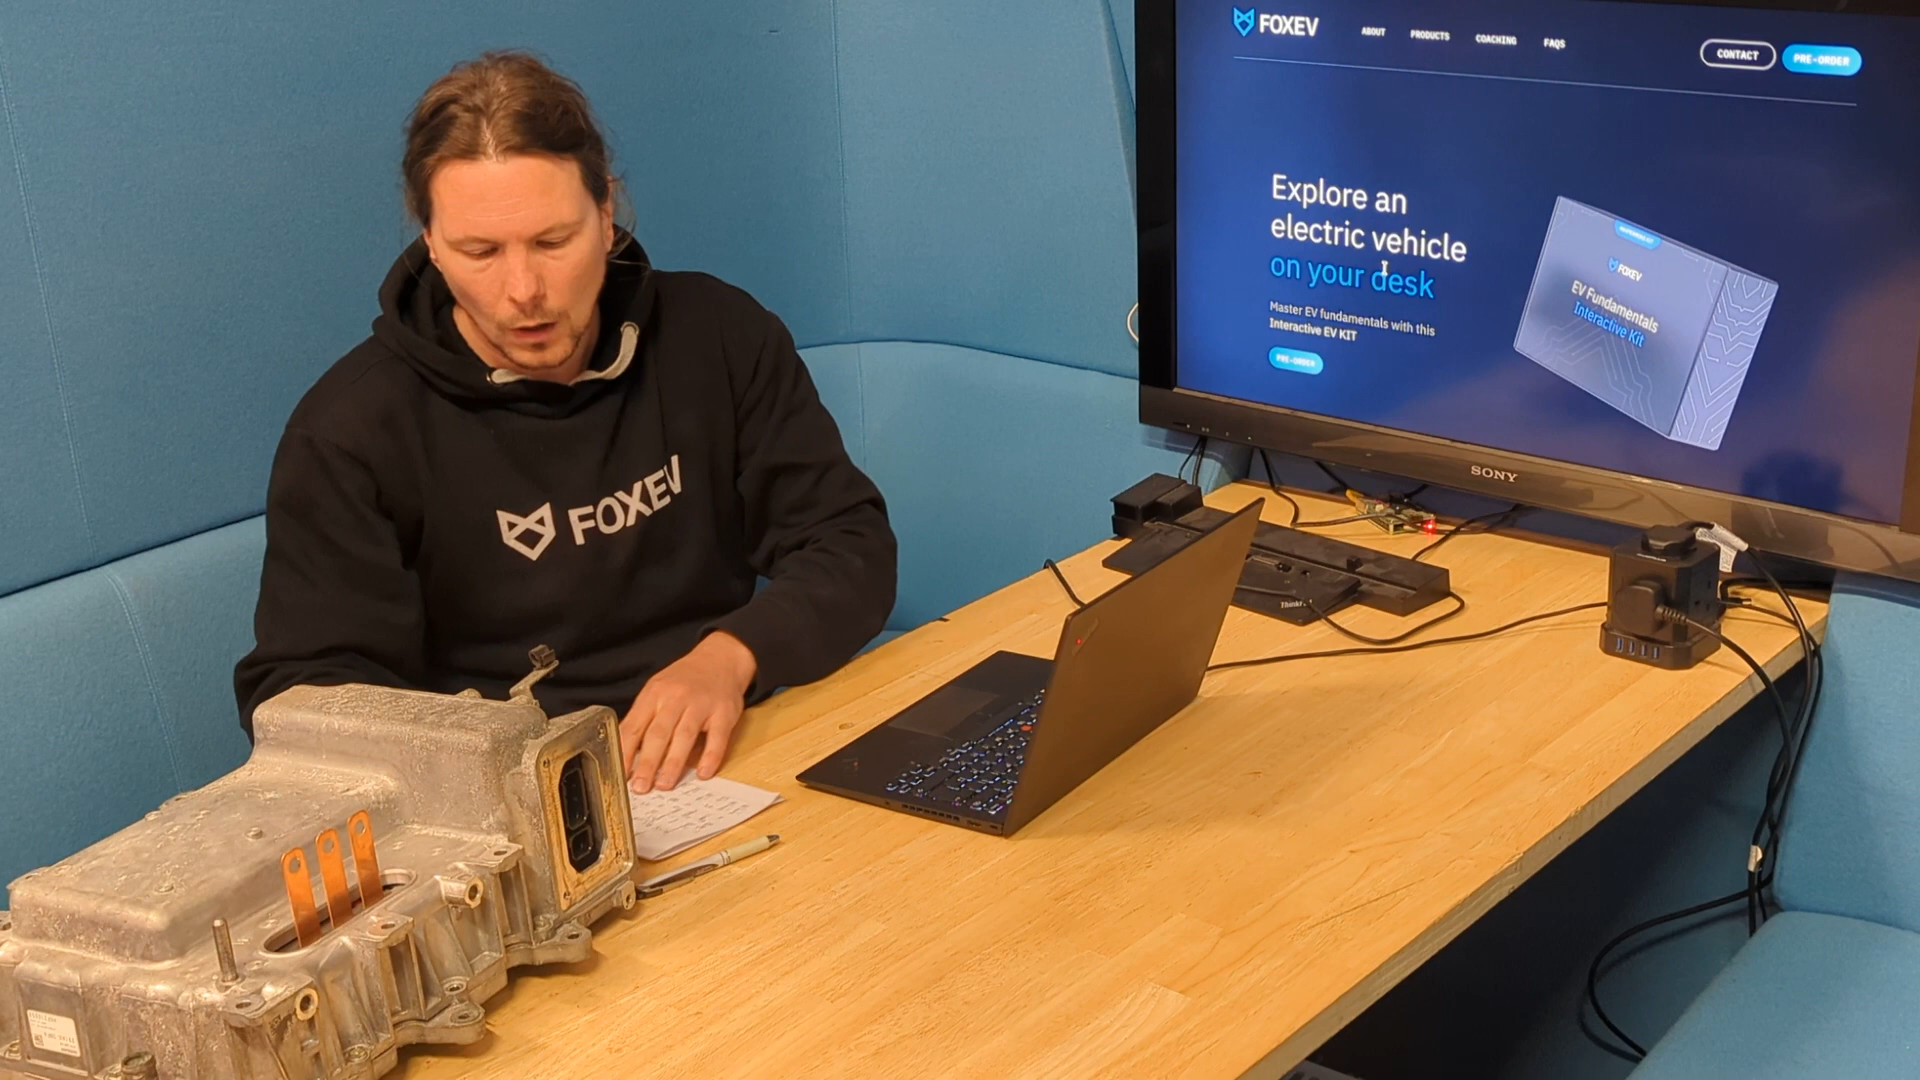 FOXEV
ABOUT
PRODUCTS
COACHING
FAQS
CONTACT
PRE-ORDER
Explore an
electric vehicle
on your desk
Master EV fundamentals with this
Interactive EV KIT
PRE-ORDER
FOXEV
EV Fundamentals
Interactive Kit
SONY
FOXEV